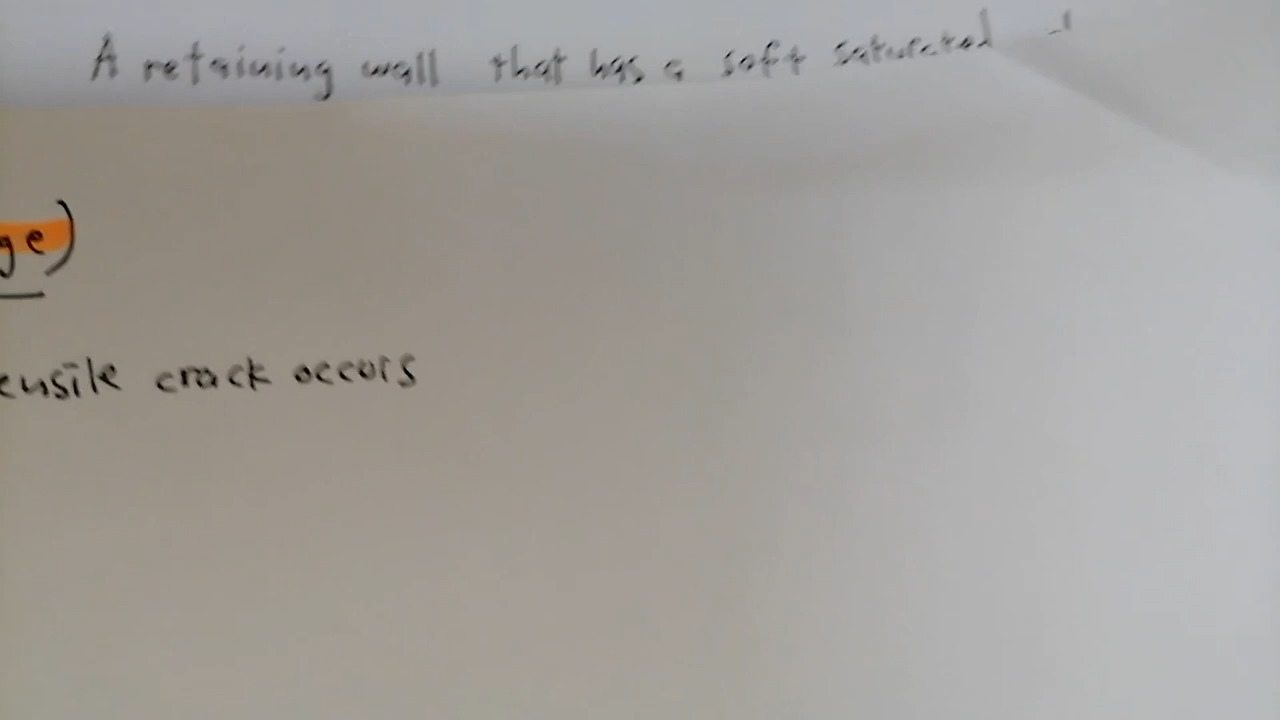 A retaining wall that has a soft saturated
ge)
ensile crack occurs